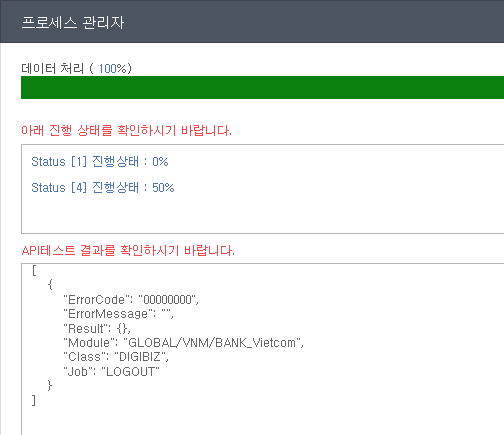 프로세스 관리자
데이터 처리 ( 100%)
아래 진행 상태를 확인하시기 바랍니다.
Status [1] 진행상태 : 0%
Status [4] 진행상태 : 50%
API테스트 결과를 확인하시기 바랍니다.
[
{
"ErrorCode": "00000000",
"ErrorMessage": "",
"Result": {},
"Module": "GLOBAL/VNM/BANK_Vietcom",
"Class": "DIGIBIZ",
"Job": "LOGOUT"
}
]